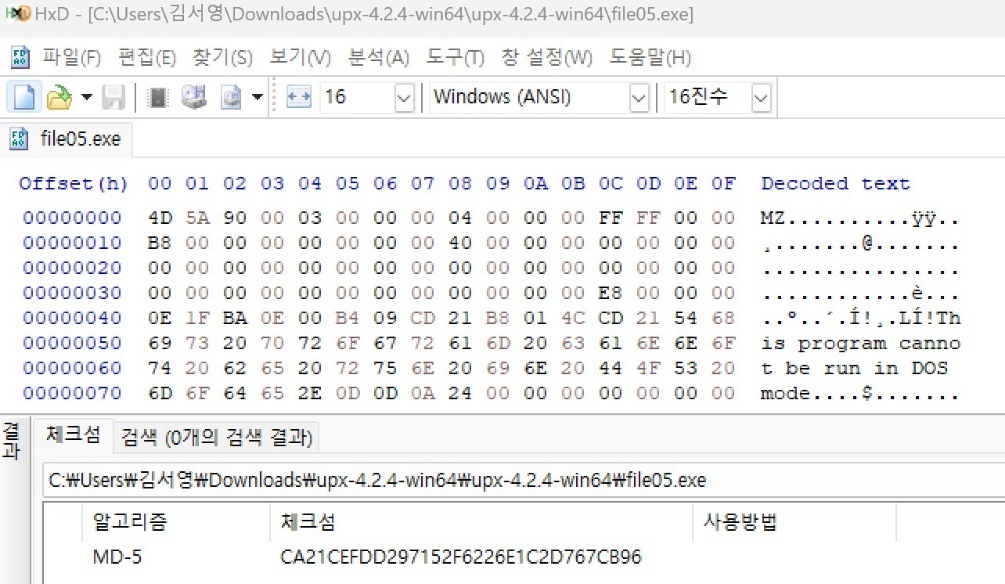 HxD - [C:\Users\김서영\Downloads\upx-4.2.4-win64\upx-4.2.4-win64\file05.exe]
파일(F) 편집(E) 찾기(S) 보기(V) 분석(A) 도구(T) 창 설정(W) 도움말(H)
16 Windows (ANSI) 16진수
file05.exe
Offset(h) 00 01 02 03 04 05 06 07 08 09 0A 0B 0C 0D 0E 0F Decoded text
00000000 4D 5A 90 00 03 00 00 00 04 00 00 00 FF FF 00 00 MZ..........ÿÿ..
00000010 B8 00 00 00 00 00 00 00 40 00 00 00 00 00 00 00 ¸.......@.......
00000020 00 00 00 00 00 00 00 00 00 00 00 00 00 00 00 00 ................
00000030 00 00 00 00 00 00 00 00 00 00 00 00 E8 00 00 00 ............è...
00000040 0E 1F BA 0E 00 B4 09 CD 21 B8 01 4C CD 21 54 68 ..º..´.Í!¸.LÍ!Th
00000050 69 73 20 70 72 6F 67 72 61 6D 20 63 61 6E 6E 6F is program canno
00000060 74 20 62 65 20 72 75 6E 20 69 6E 20 44 4F 53 20 t be run in DOS
00000070 6D 6F 64 65 2E 0D 0D 0A 24 00 00 00 00 00 00 00 mode....$.......
결과
체크섬 검색 (0개의 검색 결과)
C:₩Users₩김서영₩Downloads₩upx-4.2.4-win64₩upx-4.2.4-win64₩file05.exe
알고리즘 체크섬 사용방법
MD-5 CA21CEFDD297152F6226E1C2D767CB96